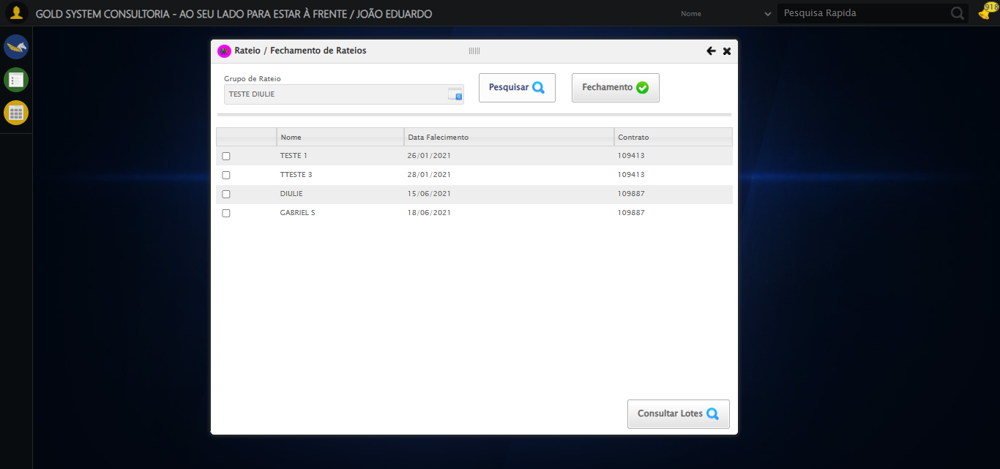 GOLD SYSTEM CONSULTORIA - AO SEU LADO PARA ESTAR À FRENTE / JOÃO EDUARDO
Nome
Pesquisa Rapida
918
Rateio / Fechamento de Rateios
Grupo de Rateio
TESTE DIULIE
Pesquisar
Fechamento
Nome Data Falecimento Contrato
TESTE 1 26/01/2021 109413
TTESTE 3 28/01/2021 109413
DIULIE 15/06/2021 109887
GABRIEL S 18/06/2021 109887
Consultar Lotes